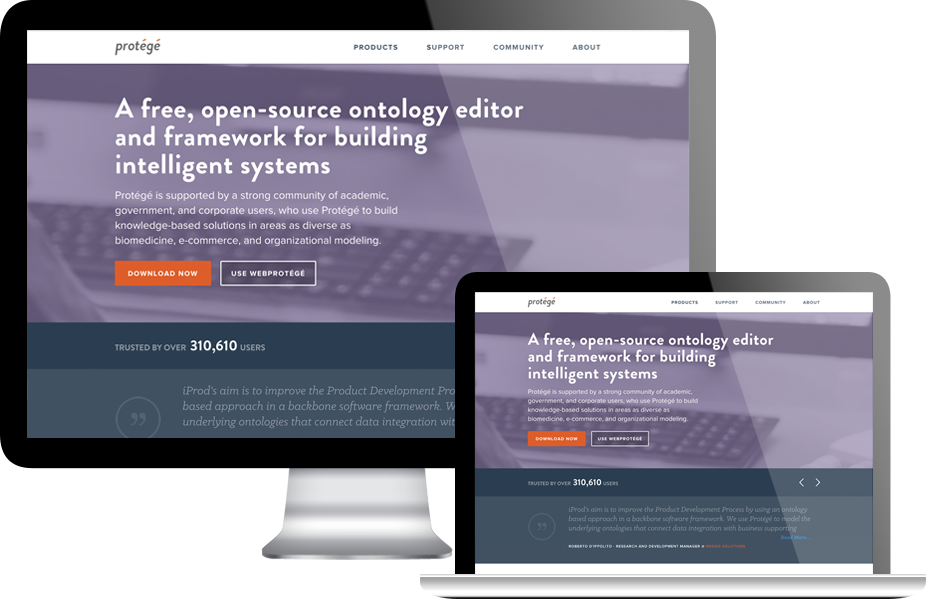 protégé
PRODUCTS SUPPORT COMMUNITY ABOUT
A free, open-source ontology editor
and framework for building
intelligent systems
Protégé is supported by a strong community of academic,
government, and corporate users, who use Protégé to build
knowledge-based solutions in areas as diverse as
biomedicine, e-commerce, and organizational modeling.
DOWNLOAD NOW USE WEBPROTÉGÉ
TRUSTED BY OVER 310,610 USERS
iProd's aim is to improve the Product Development Pro
based approach in a backbone software framework. W
underlying ontologies that connect data integration wit
protégé
PRODUCTS SUPPORT COMMUNITY ABOUT
A free, open-source ontology editor
and framework for building
intelligent systems
Protégé is supported by a strong community of academic,
government, and corporate users, who use Protégé to build
knowledge-based solutions in areas as diverse as
biomedicine, e-commerce, and organizational modeling.
DOWNLOAD NOW USE WEBPROTÉGÉ
TRUSTED BY OVER 310,610 USERS
iProd's aim is to improve the Product Development Process by using an ontology
based approach in a backbone software framework. We use Protégé to model the
underlying ontologies that connect data integration with business supporting
Read More...
ROBERTO D'IPPOLITO - RESEARCH AND DEVELOPMENT MANAGER @ NOESIS SOLUTIONS